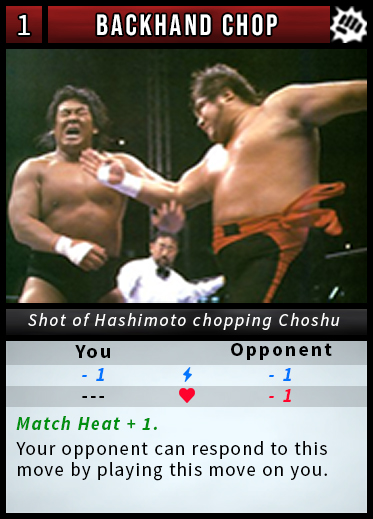 1 BACKHAND CHOP
Shot of Hashimoto chopping Choshu
You Opponent
- 1 - 1
--- - 1
Match Heat + 1.
Your opponent can respond to this
move by playing this move on you.